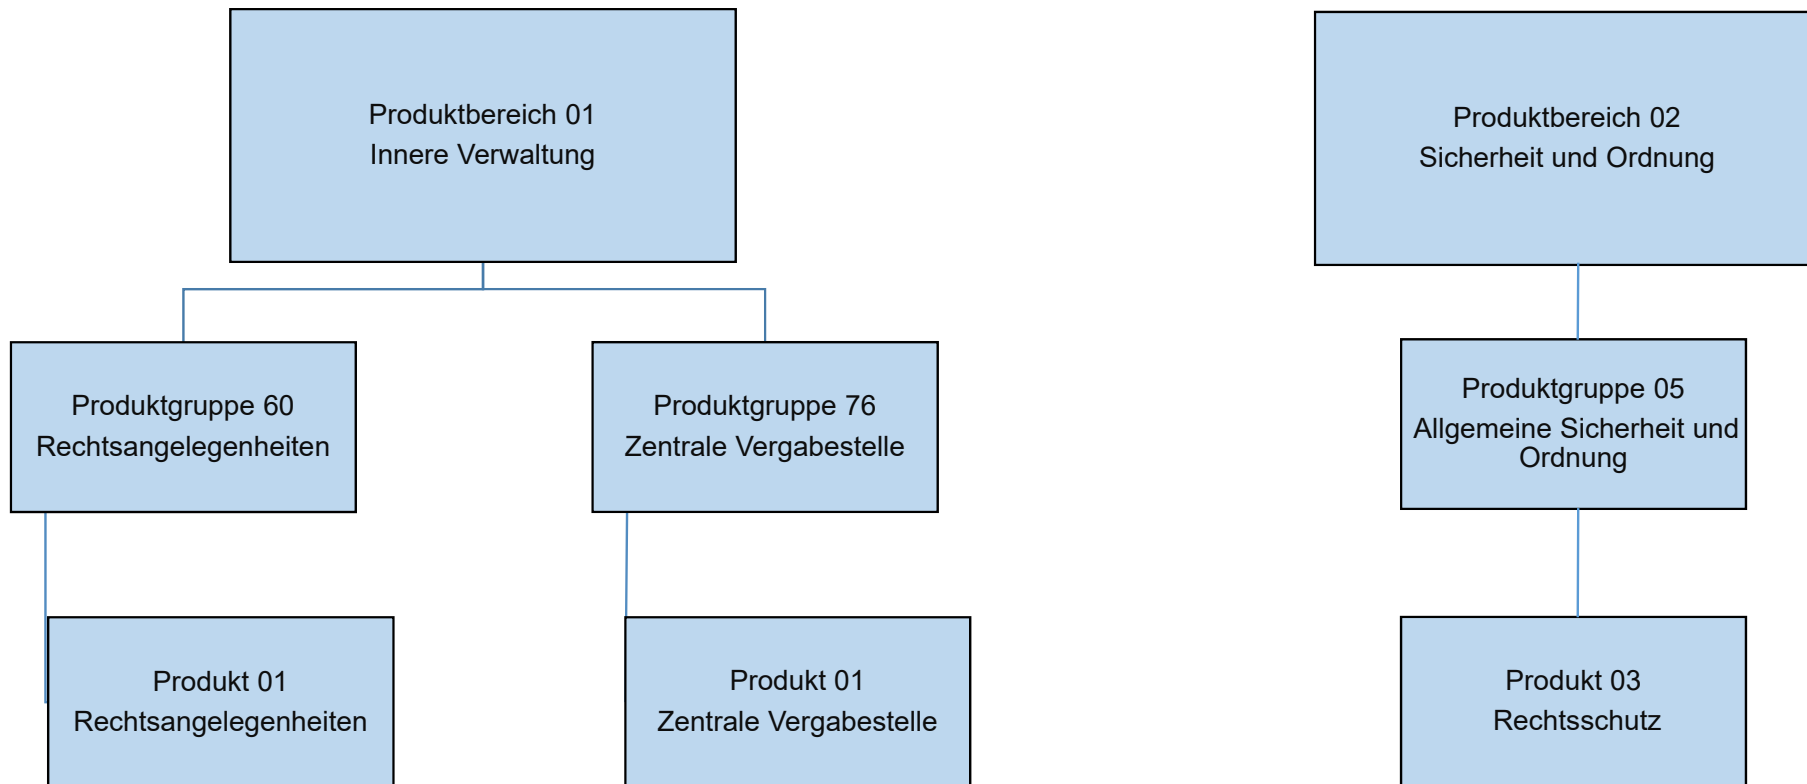 Produktbereich 01
Innere Verwaltung
Produktbereich 02
Sicherheit und Ordnung
Produktgruppe 60
Rechtsangelegenheiten
Produktgruppe 76
Zentrale Vergabestelle
Produktgruppe 05
Allgemeine Sicherheit und
Ordnung
Produkt 01
Rechtsangelegenheiten
Produkt 01
Zentrale Vergabestelle
Produkt 03
Rechtsschutz